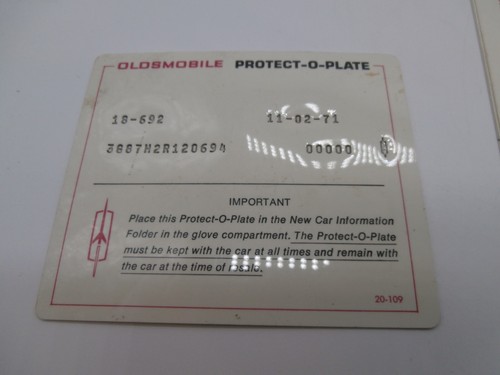 OLDSMOBILE PROTECT-O-PLATE
18-692 11-02-71
3887H2R120694 00000
IMPORTANT
Place this Protect-O-Plate in the New Car Information
Folder in the glove compartment. The Protect-O-Plate
must be kept with the car at all times and remain with
the car at the time of resale.
20-109